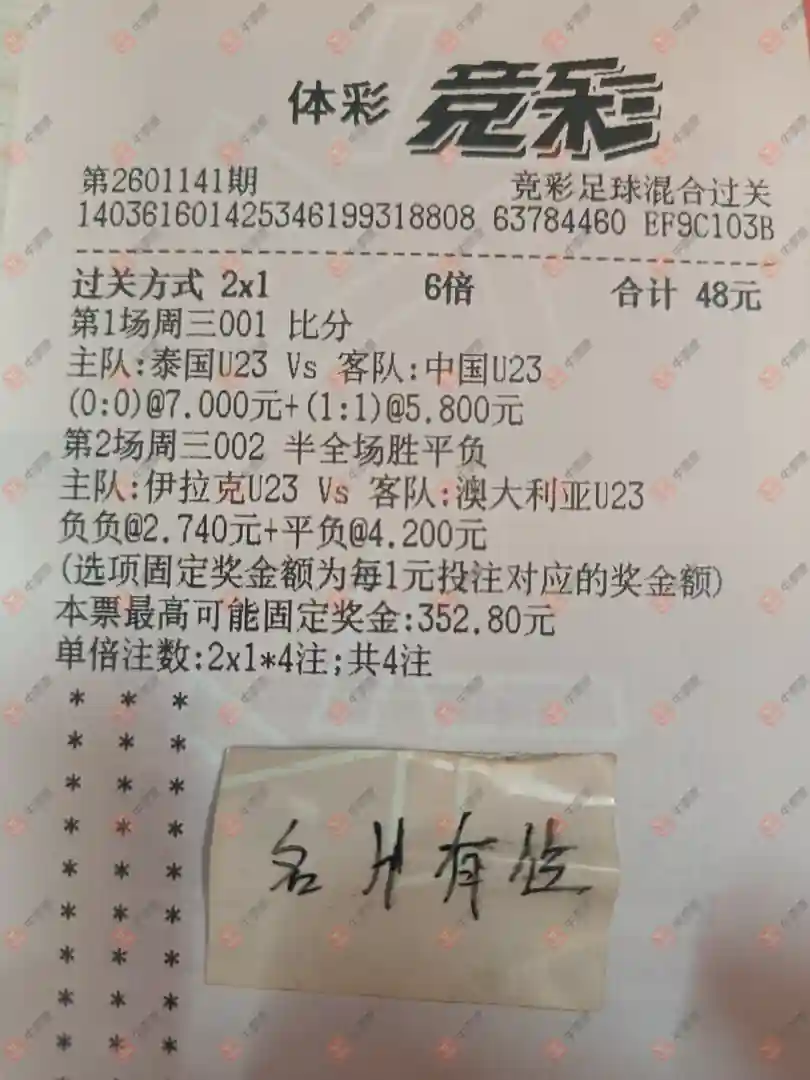 体彩 竞彩
第2601141期 竞彩足球混合过关
140361601425346199318808 63784460 EF9C103B
过关方式 2x1 6倍 合计 48元
第1场周三001 比分
主队:泰国U23 Vs 客队:中国U23
(0:0)@7.000元+(1:1)@5.800元
第2场周三002 半全场胜平负
主队:伊拉克U23 Vs 客队:澳大利亚U23
负负@2.740元+平负@4.200元
(选项固定奖金额为每1元投注对应的奖金额)
本票最高可能固定奖金:352.80元
单倍注数:2x1*4注;共4注
* * *
* * *
* * *
* * *
* * *
* * *
* * *
* * *
* * *
名片有位